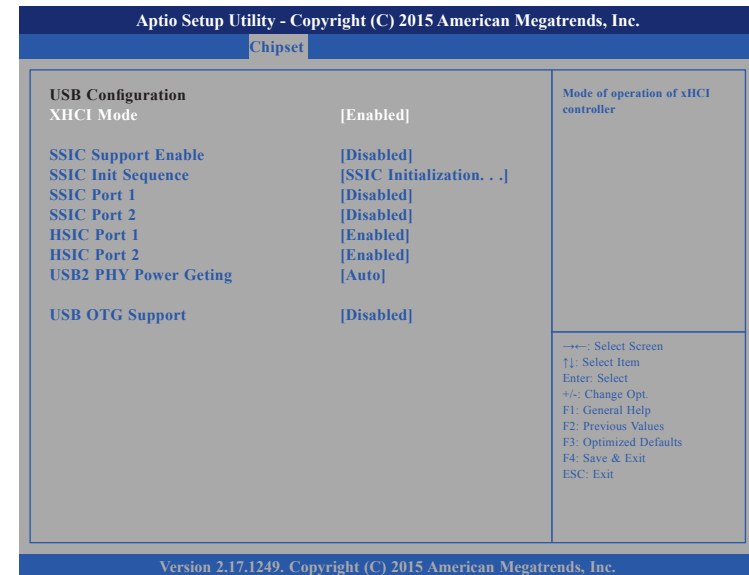 Aptio Setup Utility - Copyright (C) 2015 American Megatrends, Inc.
Chipset
USB Configuration
XHCI Mode [Enabled]
SSIC Support Enable [Disabled]
SSIC Init Sequence [SSIC Initialization. . .]
SSIC Port 1 [Disabled]
SSIC Port 2 [Disabled]
HSIC Port 1 [Enabled]
HSIC Port 2 [Enabled]
USB2 PHY Power Geting [Auto]
USB OTG Support [Disabled]
Mode of operation of xHCI
controller
→←: Select Screen
↑↓: Select Item
Enter: Select
+/-: Change Opt.
F1: General Help
F2: Previous Values
F3: Optimized Defaults
F4: Save & Exit
ESC: Exit
Version 2.17.1249. Copyright (C) 2015 American Megatrends, Inc.